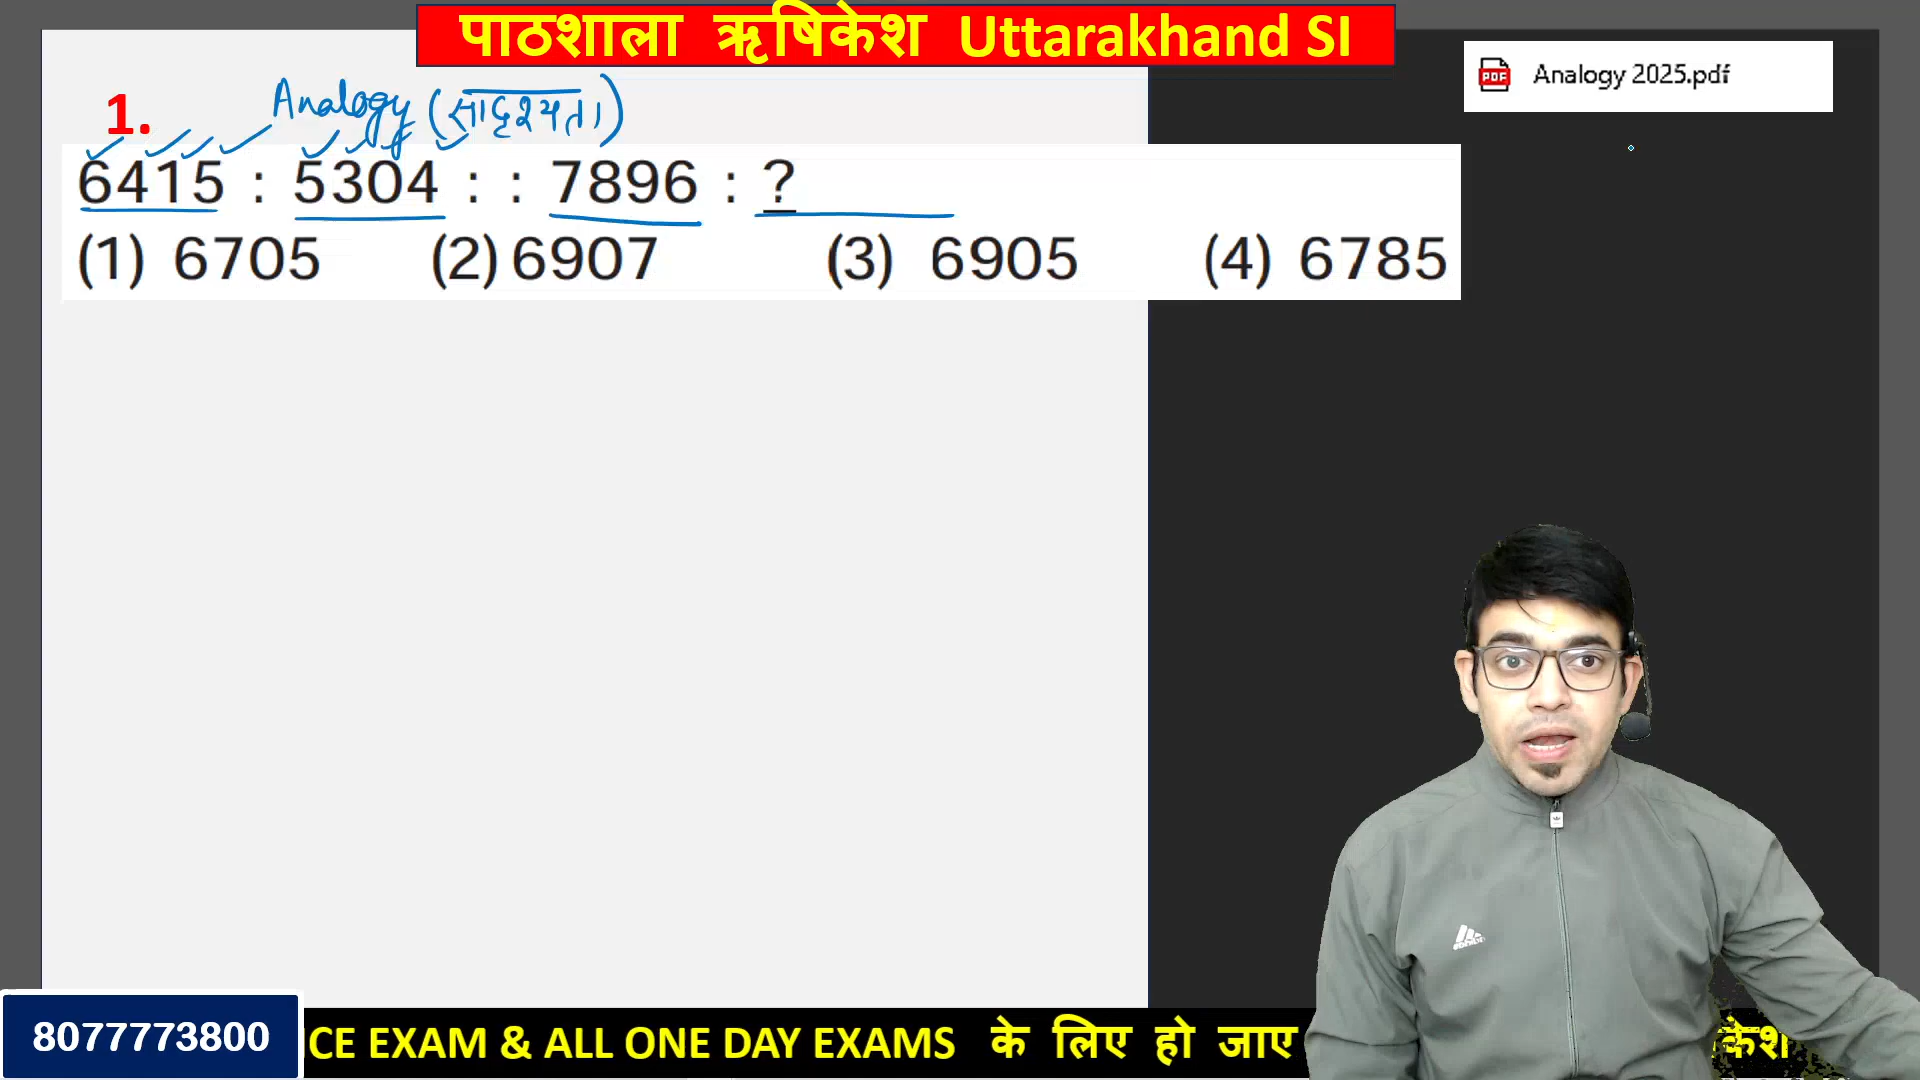 पाठशाला ऋषिकेश Uttarakhand SI
Analogy 2025.pdf
1. Analogy (सादृश्यता)
6415 : 5304 : : 7896 : ?
(1) 6705 (2) 6907 (3) 6905 (4) 6785
8077773800
ICE EXAM & ALL ONE DAY EXAMS के लिए हो जाए